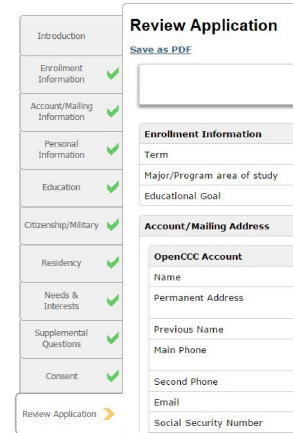 Introduction
Enrollment
Information
Account/Mailing
Information
Personal
Information
Education
Citizenship/Military
Residency
Needs &
Interests
Supplemental
Questions
Consent
Review Application
Review Application
Save as PDF
Enrollment Information
Term
Major/Program area of study
Educational Goal
Account/Mailing Address
OpenCCC Account
Name
Permanent Address
Previous Name
Main Phone
Second Phone
Email
Social Security Number